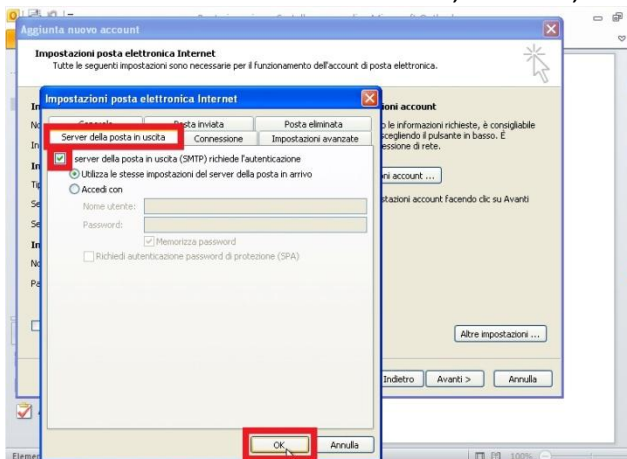 Aggiunta nuovo account
Impostazioni posta elettronica Internet
Tutte le seguenti impostazioni sono necessarie per il funzionamento dell'account di posta elettronica.
Impostazioni posta elettronica Internet
ioni account
Generale
Posta inviata
Posta eliminata
Server della posta in uscita
Connessione
Impostazioni avanzate
o le informazioni richieste, è consigliabile
scegliendo il pulsante in basso. È
essione di rete.
server della posta in uscita (SMTP) richiede l'autenticazione
Utilizza le stesse impostazioni del server della posta in arrivo
Accedi con
Nome utente:
Password:
Memorizza password
Richiedi autenticazione password di protezione (SPA)
ni account ...
stazioni account facendo clic su Avanti
Altre impostazioni ...
Indietro
Avanti >
Annulla
OK
Annulla
Elemen
100%